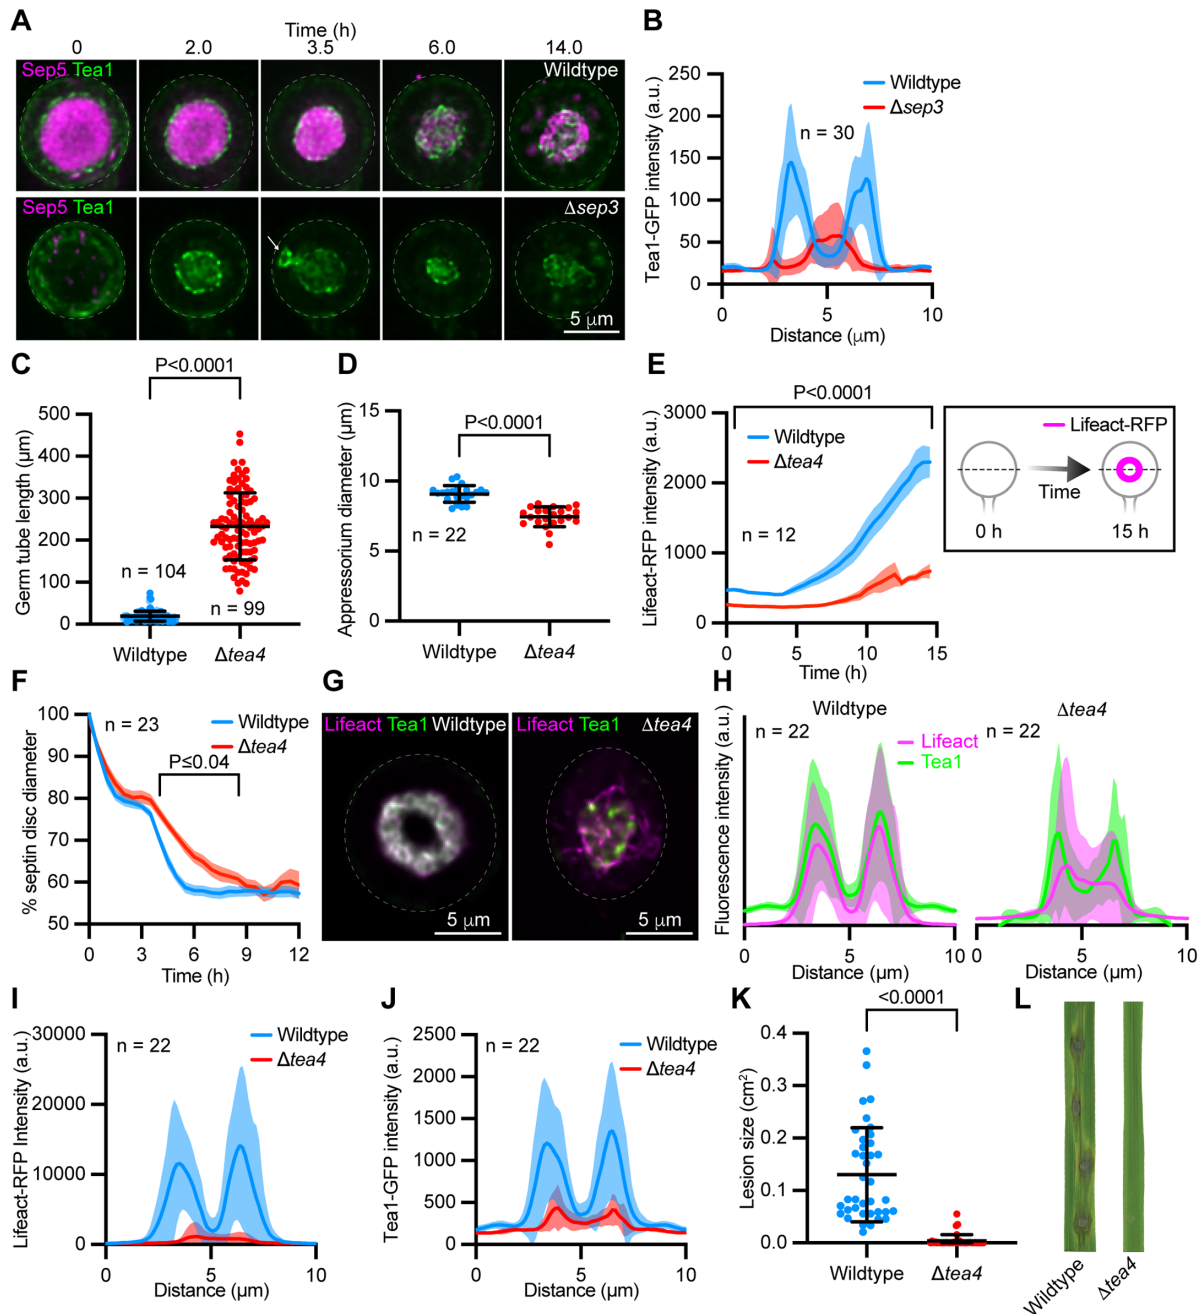 A
Time (h)
0 2.0 3.5 6.0 14.0
Sep5 Tea1 Wildtype
Sep5 Tea1 Δsep3
5 μm
B
Tea1-GFP intensity (a.u.)
250
200
150
100
50
0
Wildtype
Δsep3
n = 30
0 5 10
Distance (μm)
C
P<0.0001
Germ tube length (μm)
500
400
300
200
100
0
n = 104
n = 99
Wildtype Δtea4
D
Appressorium diameter (μm)
15
10
5
0
P<0.0001
n = 22
Wildtype Δtea4
E
P<0.0001
Lifeact-RFP intensity (a.u.)
3000
2000
1000
0
Wildtype
Δtea4
n = 12
0 5 10 15
Time (h)
Lifeact-RFP
Time
0 h 15 h
F
% septin disc diameter
100
90
80
70
60
50
n = 23
Wildtype
Δtea4
P≤0.04
0 3 6 9 12
Time (h)
G
Lifeact Tea1 Wildtype
5 μm
Lifeact Tea1 Δtea4
5 μm
H
Fluorescence intensity (a.u.)
Wildtype
n = 22
Lifeact
Tea1
0 5 10
Distance (μm)
Δtea4
n = 22
0 5 10
Distance (μm)
I
Lifeact-RFP Intensity (a.u.)
30000
20000
10000
0
n = 22
Wildtype
Δtea4
0 5 10
Distance (μm)
J
Tea1-GFP intensity (a.u.)
2500
2000
1500
1000
500
0
n = 22
Wildtype
Δtea4
0 5 10
Distance (μm)
K
<0.0001
Lesion size (cm²)
0.4
0.3
0.2
0.1
0.0
Wildtype Δtea4
L
Wildtype
Δtea4